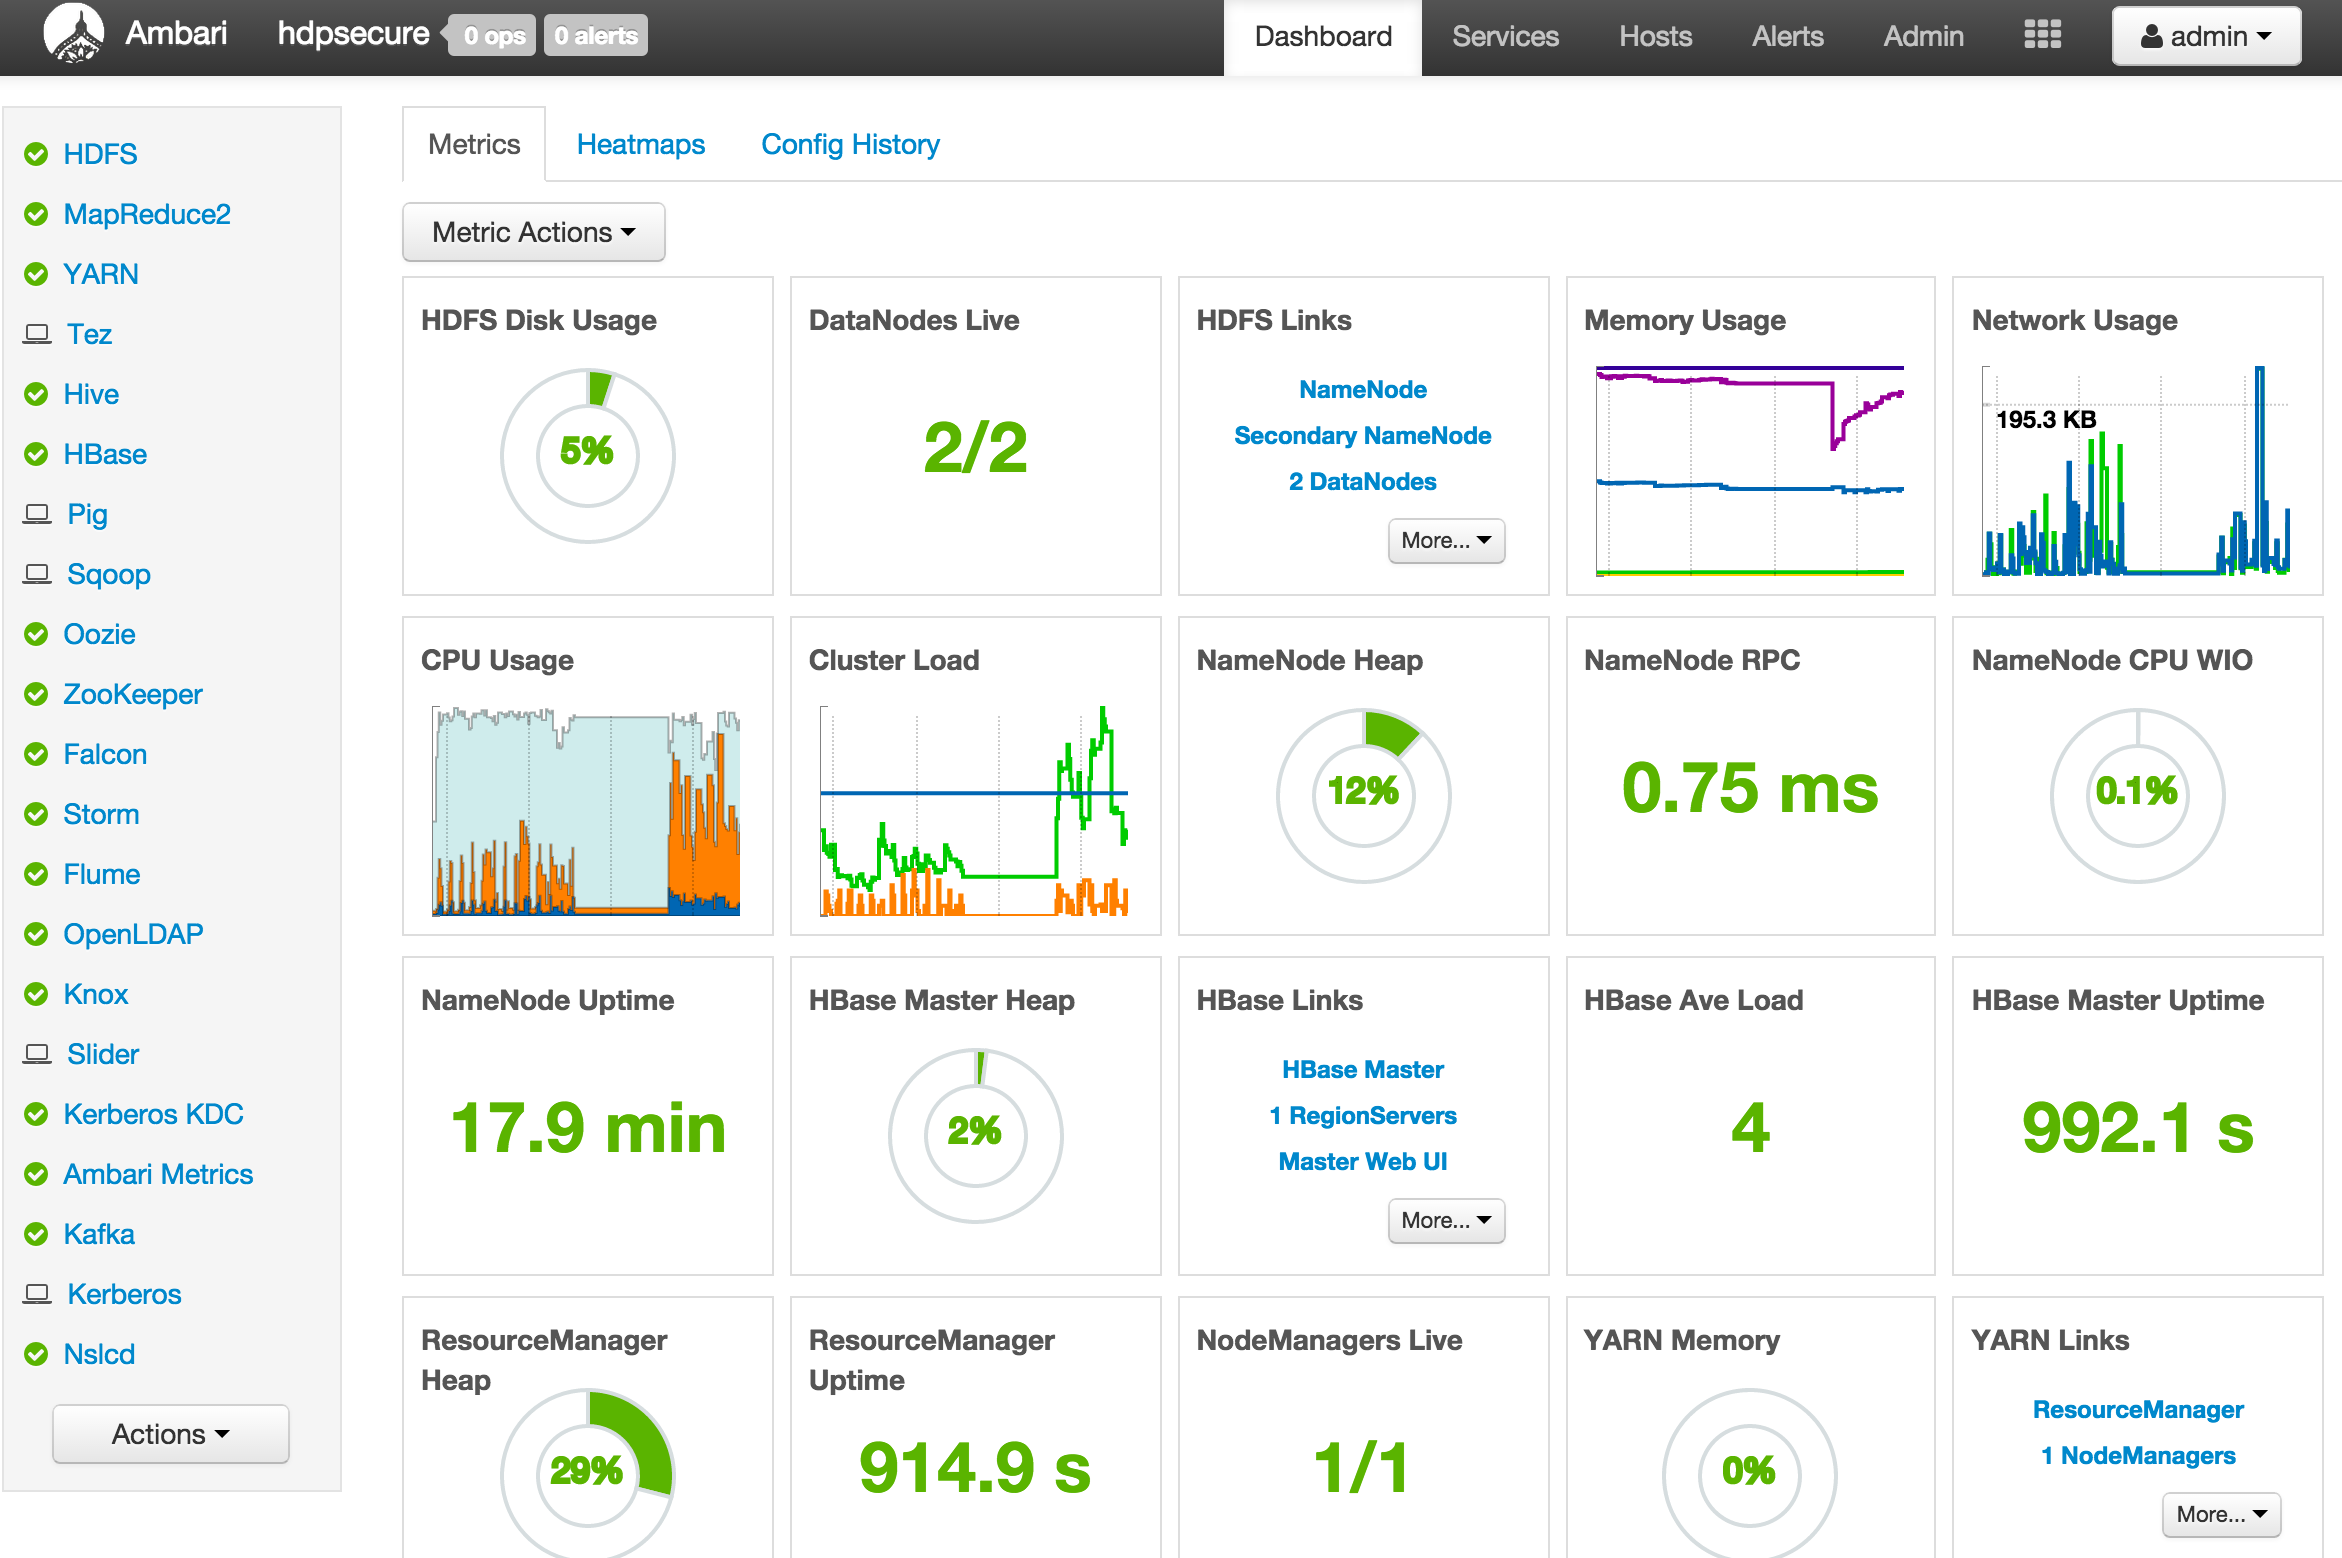 Ambari hdpsecure 0 ops 0 alerts Dashboard Services Hosts Alerts Admin admin
HDFS
MapReduce2
YARN
Tez
Hive
HBase
Pig
Sqoop
Oozie
ZooKeeper
Falcon
Storm
Flume
OpenLDAP
Knox
Slider
Kerberos KDC
Ambari Metrics
Kafka
Kerberos
Nslcd
Actions
Metrics Heatmaps Config History
Metric Actions
HDFS Disk Usage
5%
DataNodes Live
2/2
HDFS Links
NameNode
Secondary NameNode
2 DataNodes
More...
Memory Usage
Network Usage
195.3 KB
CPU Usage
Cluster Load
NameNode Heap
12%
NameNode RPC
0.75 ms
NameNode CPU WIO
0.1%
NameNode Uptime
17.9 min
HBase Master Heap
2%
HBase Links
HBase Master
1 RegionServers
Master Web UI
More...
HBase Ave Load
4
HBase Master Uptime
992.1 s
ResourceManager
Heap
29%
ResourceManager
Uptime
914.9 s
NodeManagers Live
1/1
YARN Memory
0%
YARN Links
ResourceManager
1 NodeManagers
More...